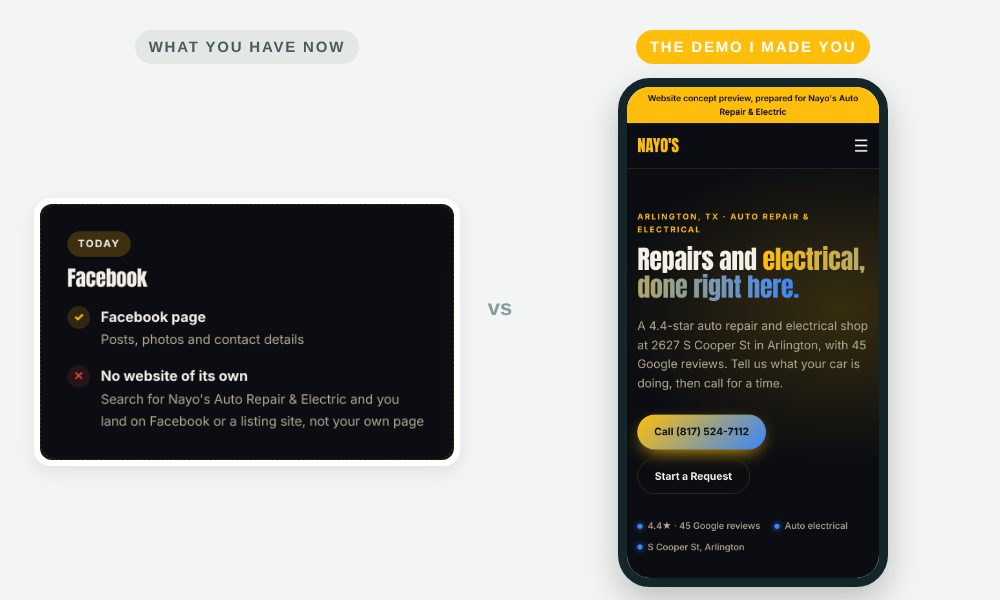 WHAT YOU HAVE NOW
TODAY
Facebook
Facebook page
Posts, photos and contact details
No website of its own
Search for Nayo's Auto Repair & Electric and you
land on Facebook or a listing site, not your own page
vs
THE DEMO I MADE YOU
Website concept preview, prepared for Nayo's Auto
Repair & Electric
NAYO'S
ARLINGTON, TX · AUTO REPAIR &
ELECTRICAL
Repairs and electrical,
done right here.
A 4.4-star auto repair and electrical shop
at 2627 S Cooper St in Arlington, with 45
Google reviews. Tell us what your car is
doing, then call for a time.
Call (817) 524-7112
Start a Request
4.4★ · 45 Google reviews
Auto electrical
S Cooper St, Arlington